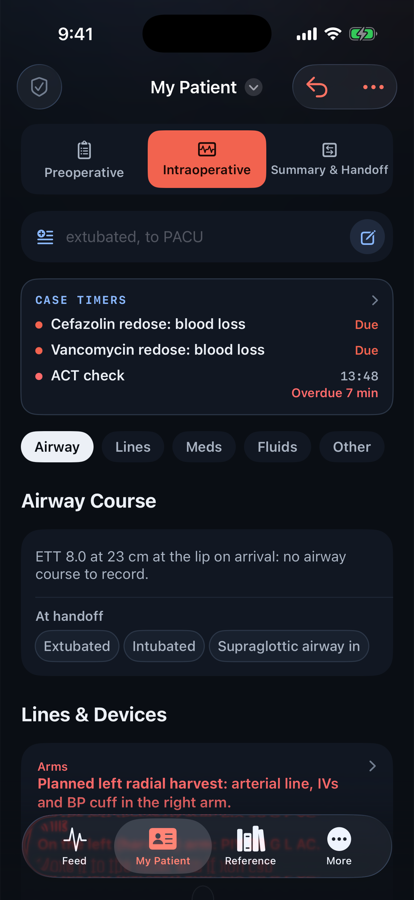 9:41
My Patient
Preoperative
Intraoperative
Summary & Handoff
extubated, to PACU
CASE TIMERS
Cefazolin redose: blood loss Due
Vancomycin redose: blood loss Due
ACT check 13:48
Overdue 7 min
Airway Lines Meds Fluids Other
Airway Course
ETT 8.0 at 23 cm at the lip on arrival: no airway
course to record.
At handoff
Extubated Intubated Supraglottic airway in
Lines & Devices
Arms
Planned left radial harvest: arterial line, IVs
and BP cuff in the right arm.
Feed My Patient Reference More